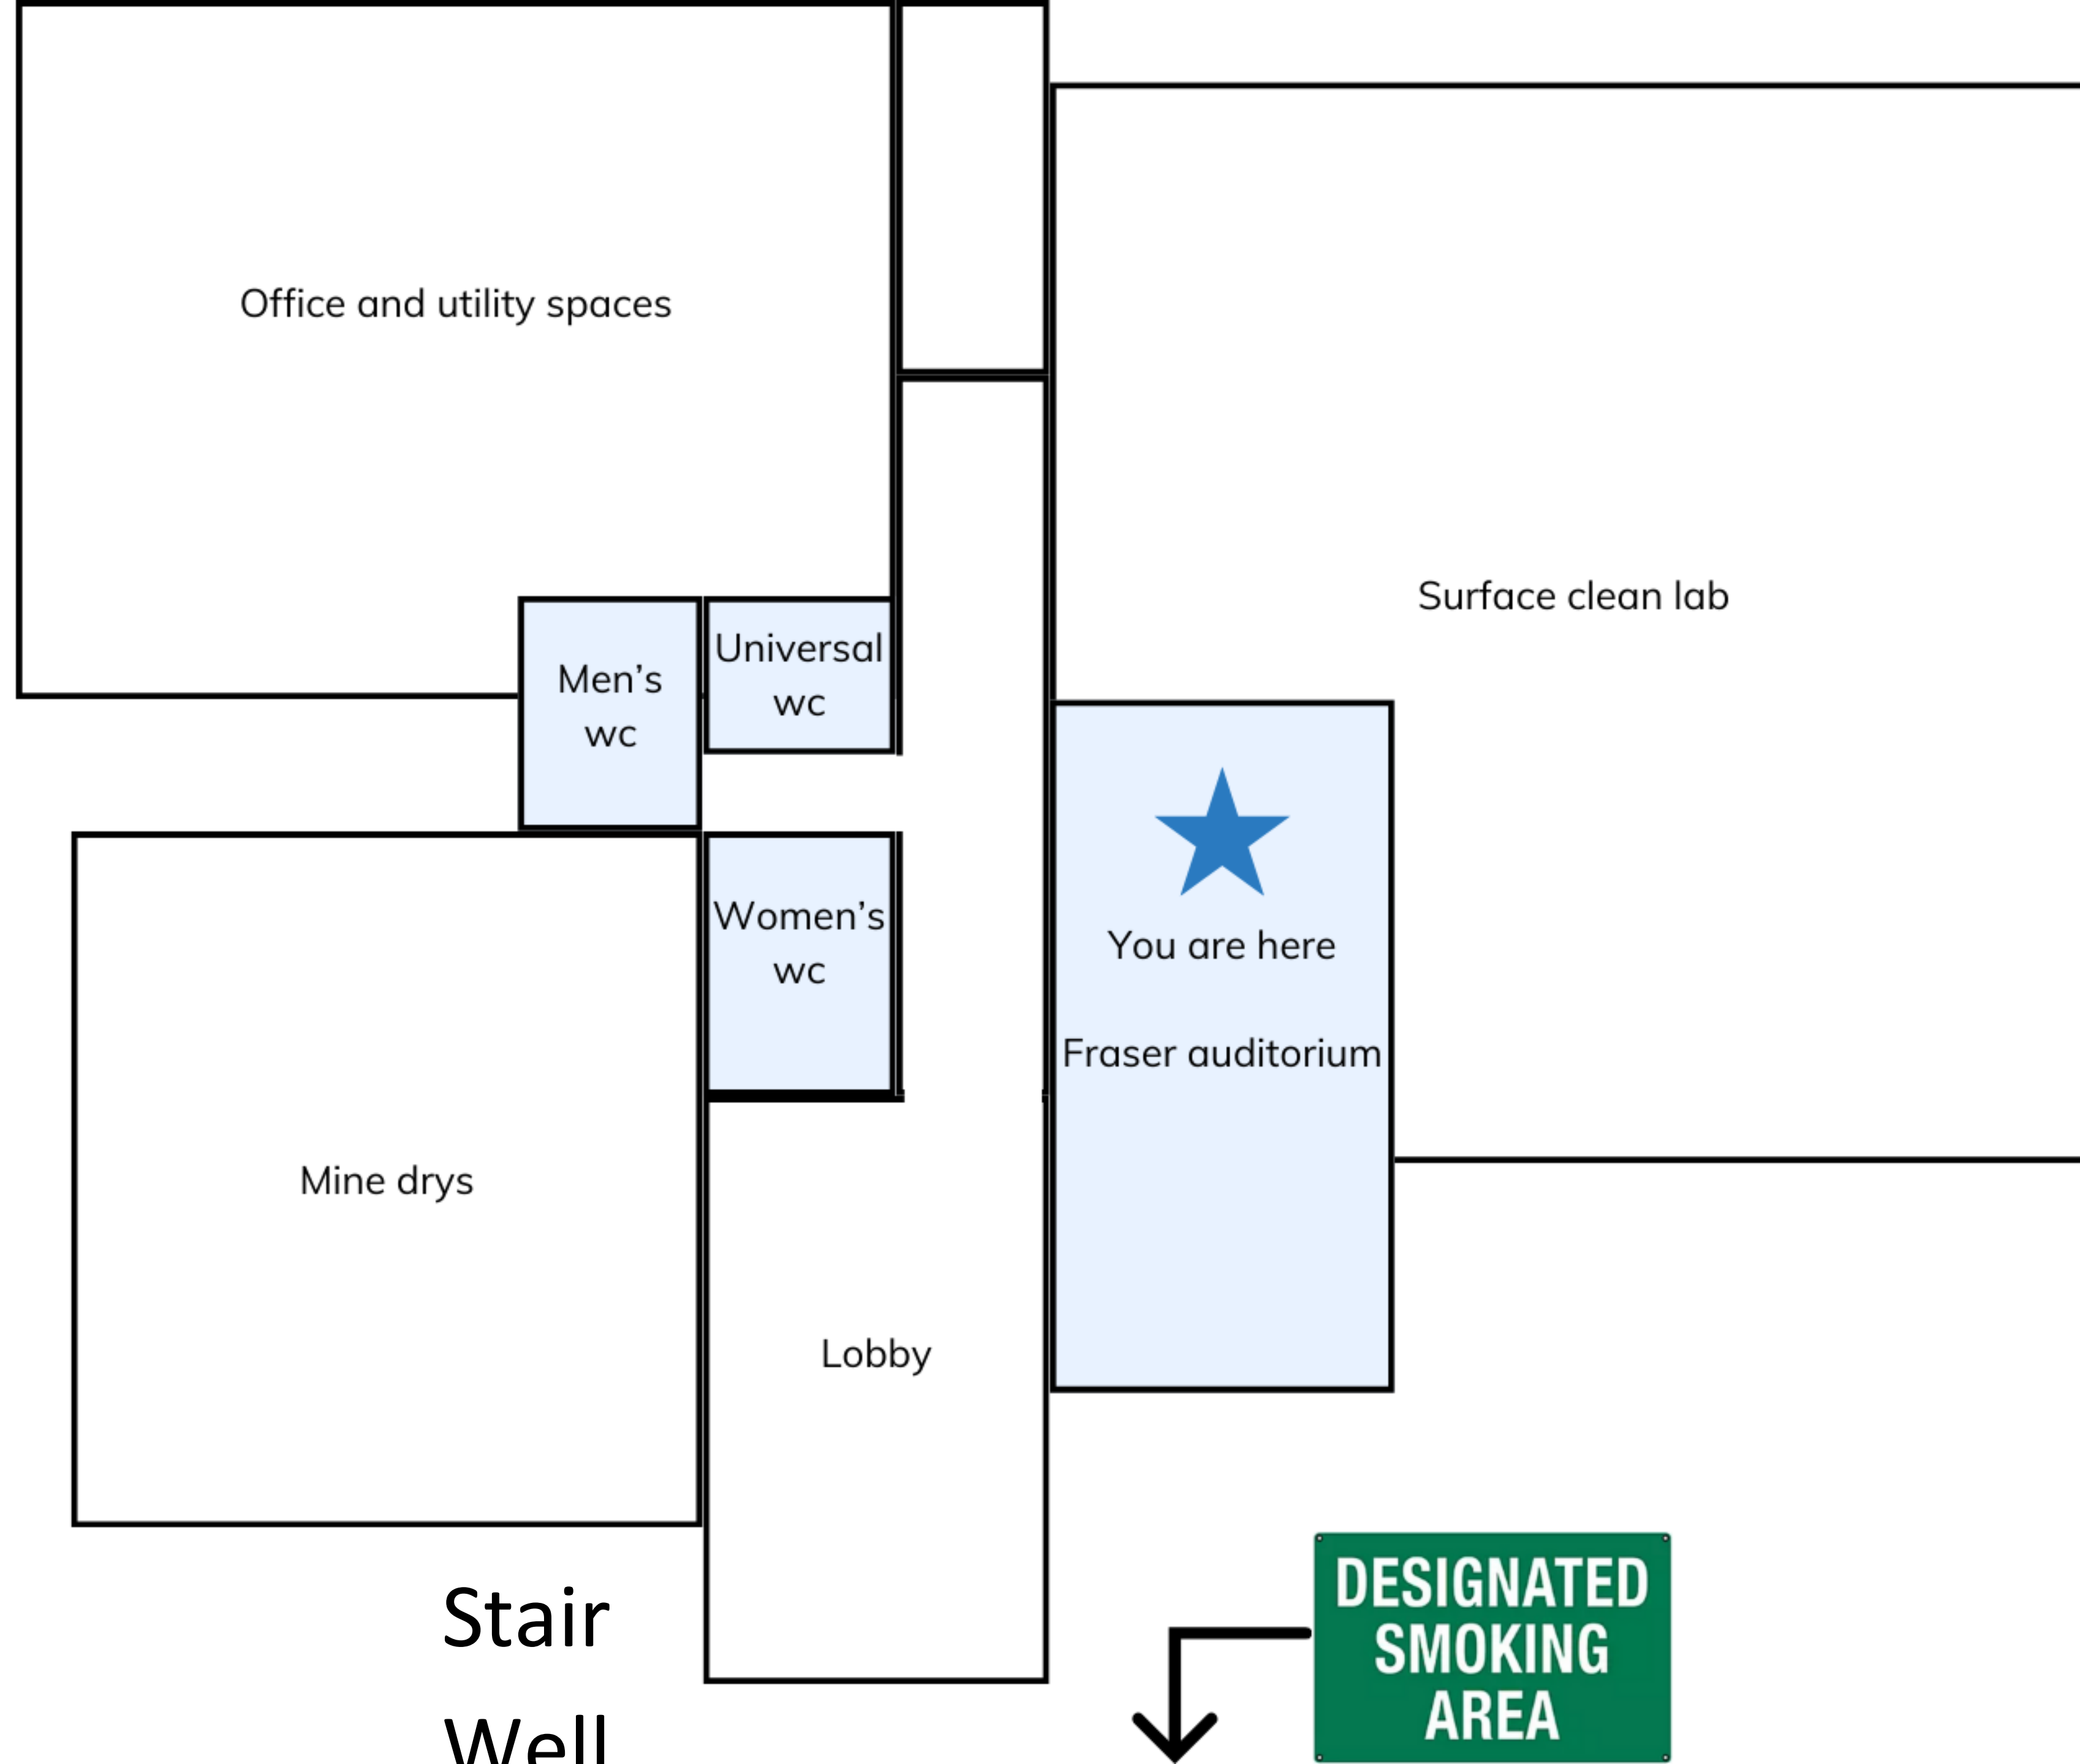 Office and utility spaces
Surface clean lab
Men’s
wc
Universal
wc
Women’s
wc
You are here
Fraser auditorium
Mine drys
Lobby
Stair
Well
DESIGNATED
SMOKING
AREA